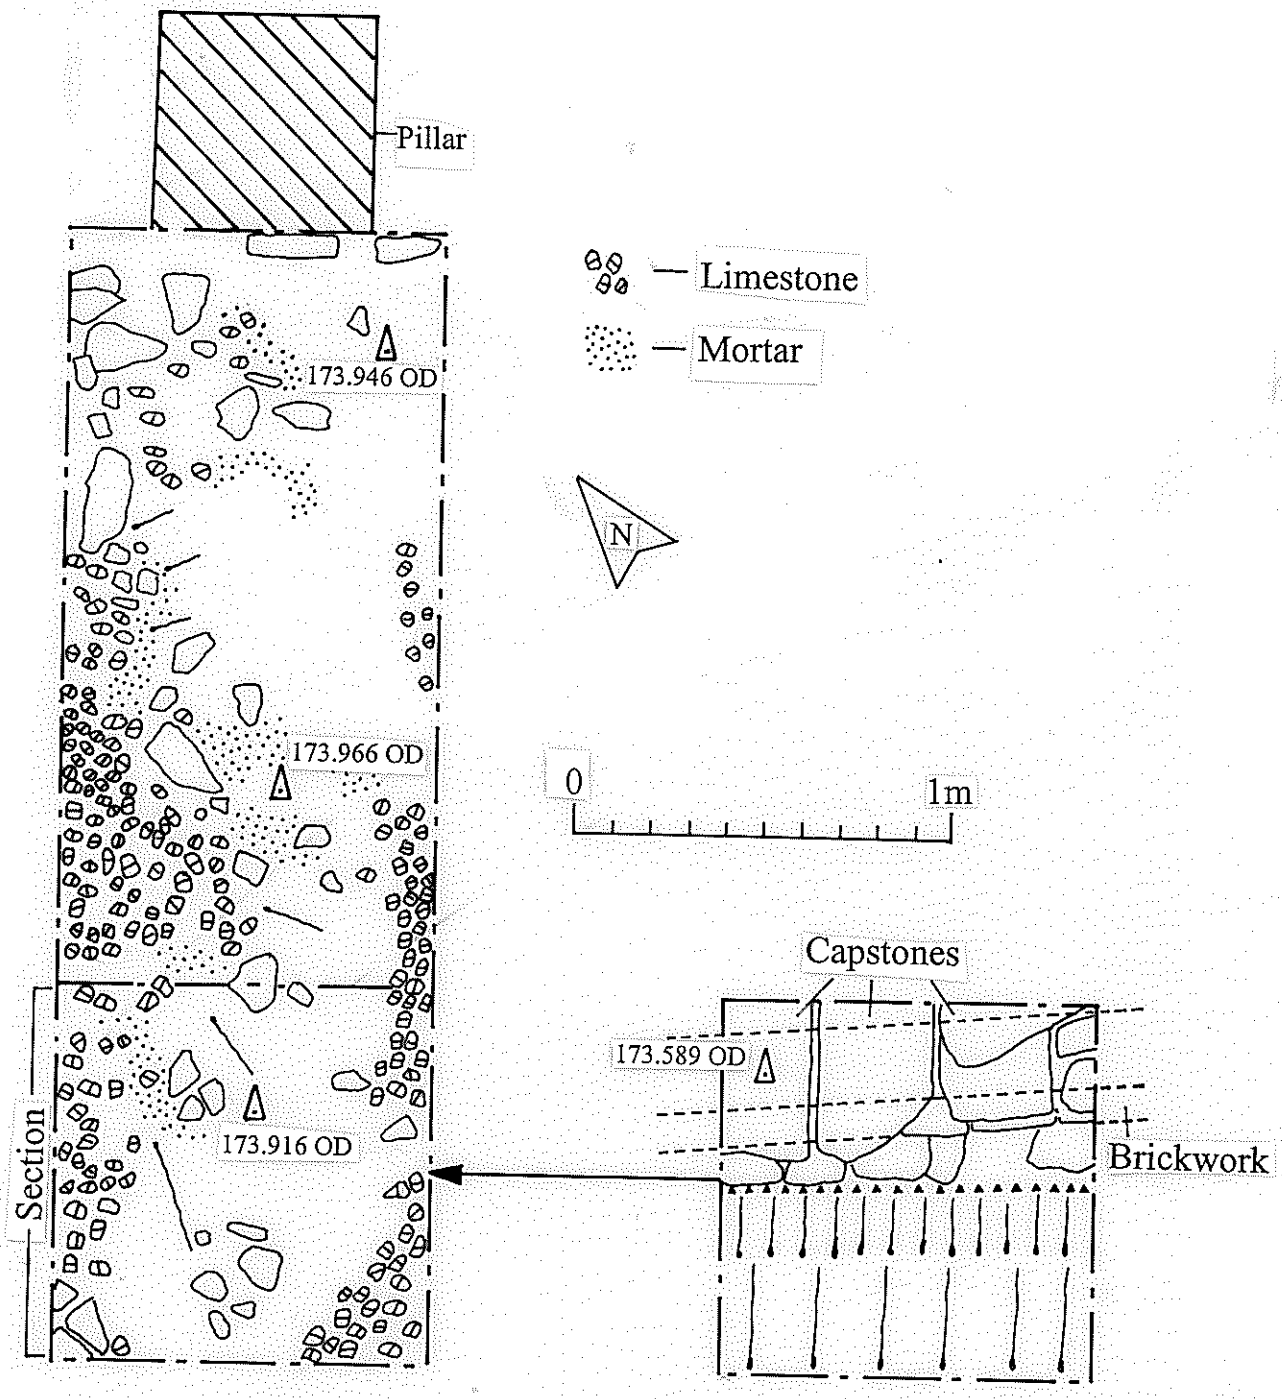 Pillar
Limestone
Mortar
173.946 OD
N
173.966 OD
0
1m
Capstones
173.589 OD
Section
173.916 OD
Brickwork